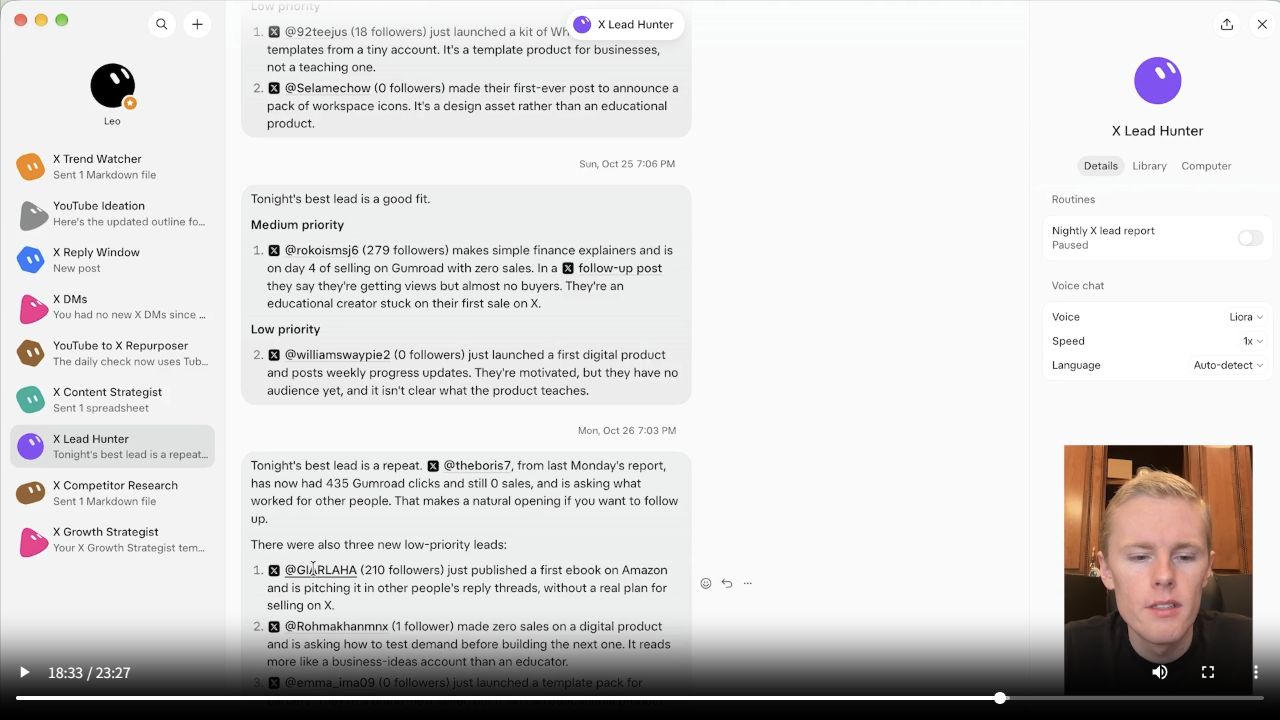 Leo
X Trend Watcher
Sent 1 Markdown file
YouTube Ideation
Here's the updated outline fo...
X Reply Window
New post
X DMs
You had no new X DMs since ...
YouTube to X Repurposer
The daily check now uses Tub...
X Content Strategist
Sent 1 spreadsheet
X Lead Hunter
Tonight's best lead is a repeat...
X Competitor Research
Sent 1 Markdown file
X Growth Strategist
Your X Growth Strategist tem...
X Lead Hunter
Low priority
1. @92teejus (18 followers) just launched a kit of Wh
templates from a tiny account. It's a template product for businesses,
not a teaching one.
2. @Selamechow (0 followers) made their first-ever post to announce a
pack of workspace icons. It's a design asset rather than an educational
product.
Sun, Oct 25 7:06 PM
Tonight's best lead is a good fit.
Medium priority
1. @rokoismsj6 (279 followers) makes simple finance explainers and is
on day 4 of selling on Gumroad with zero sales. In a follow-up post
they say they're getting views but almost no buyers. They're an
educational creator stuck on their first sale on X.
Low priority
2. @williamswaypie2 (0 followers) just launched a first digital product
and posts weekly progress updates. They're motivated, but they have no
audience yet, and it isn't clear what the product teaches.
Mon, Oct 26 7:03 PM
Tonight's best lead is a repeat. @theboris7, from last Monday's report,
has now had 435 Gumroad clicks and still 0 sales, and is asking what
worked for other people. That makes a natural opening if you want to follow
up.
There were also three new low-priority leads:
1. (210 followers) just published a first ebook on Amazon
and is pitching it in other people's reply threads, without a real plan for
selling on X.
2. @Rohmakhanmnx (1 follower) made zero sales on a digital product
and is asking how to test demand before building the next one. It reads
more like a business-ideas account than an educator.
3. @emma_ima09 (0 followers) just launched a template pack for
X Lead Hunter
Details Library Computer
Routines
Nightly X lead report
Paused
Voice chat
Voice Liora
Speed 1x
Language Auto-detect
18:33 / 23:27